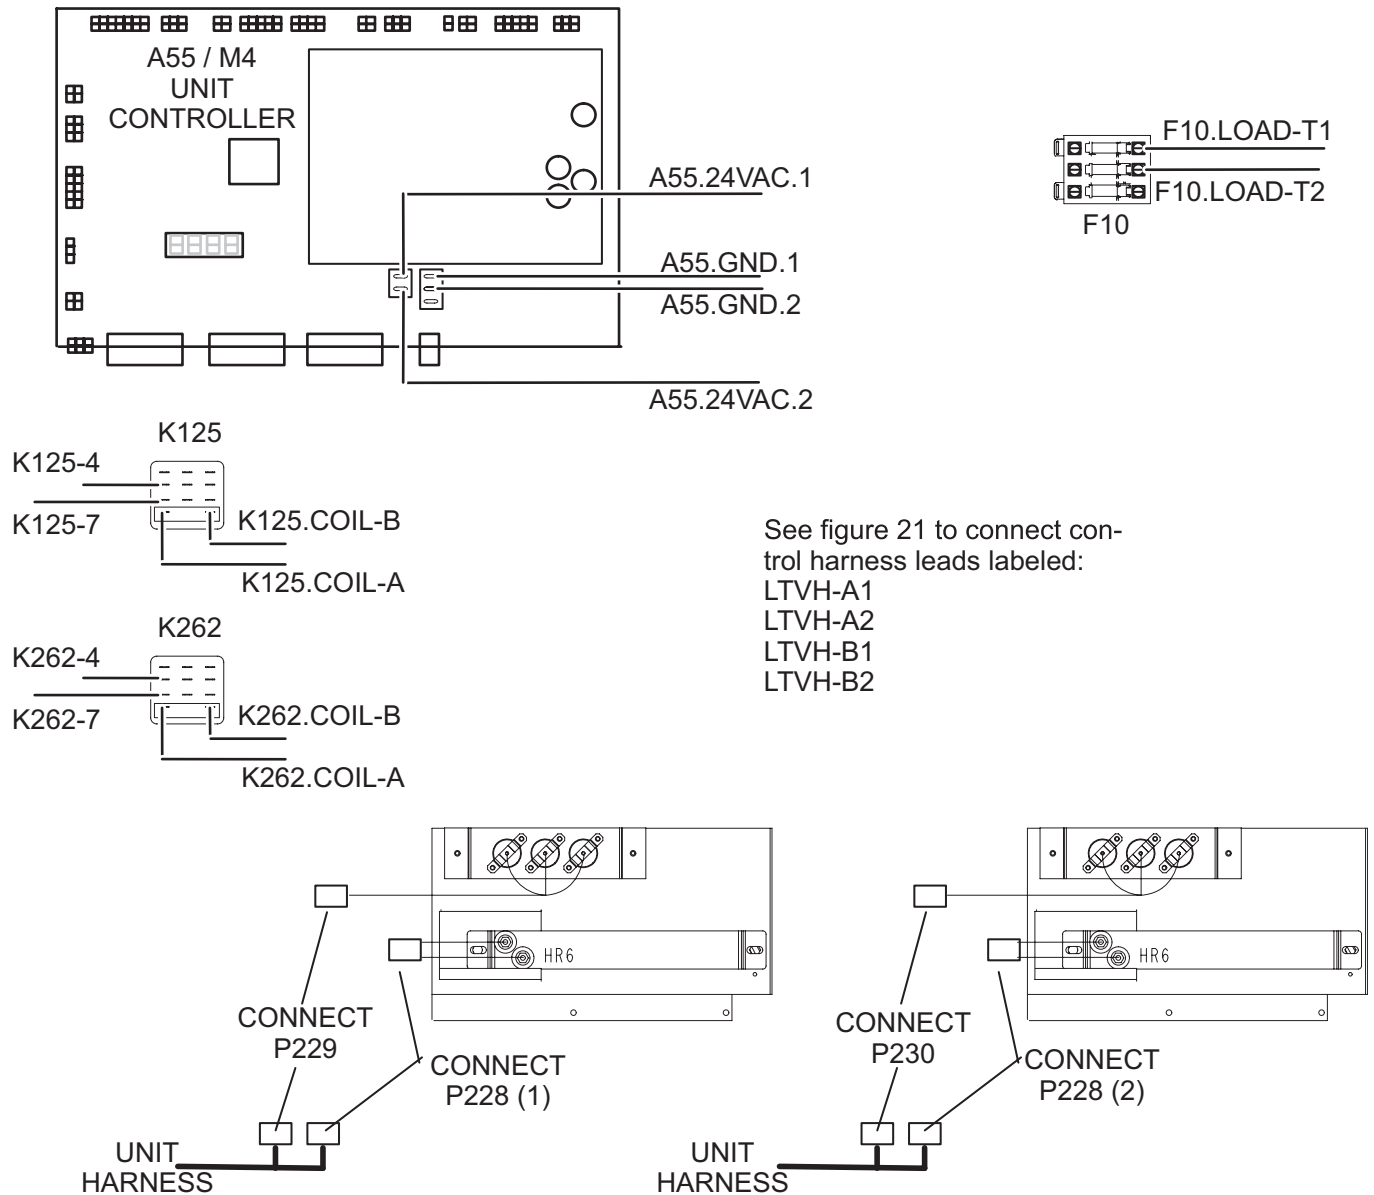 A55 / M4
UNIT
CONTROLLER
A55.24VAC.1
A55.GND.1
A55.GND.2
A55.24VAC.2
F10.LOAD-T1
F10.LOAD-T2
F10
K125
K125-4
K125-7
K125.COIL-B
K125.COIL-A
See figure 21 to connect con-
trol harness leads labeled:
LTVH-A1
LTVH-A2
LTVH-B1
LTVH-B2
K262
K262-4
K262-7
K262.COIL-B
K262.COIL-A
HR6
CONNECT
P229
CONNECT
P228 (1)
UNIT
HARNESS
HR6
CONNECT
P230
CONNECT
P228 (2)
UNIT
HARNESS